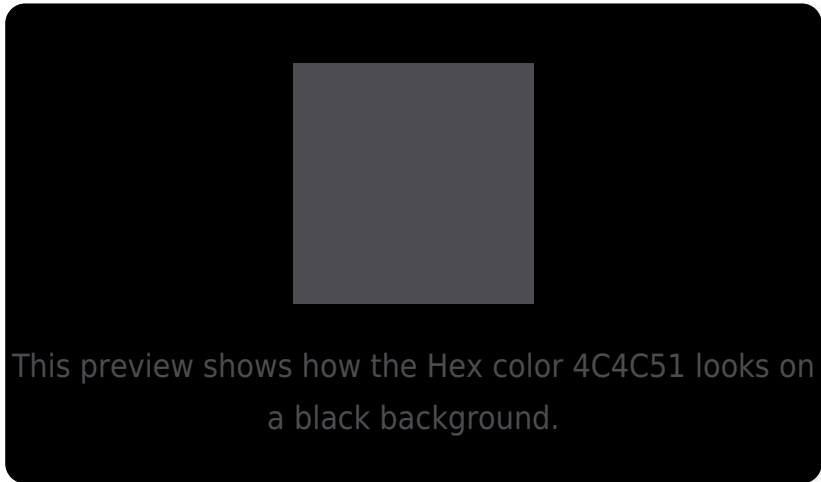 This preview shows how the Hex color 4C4C51 looks on
a black background.